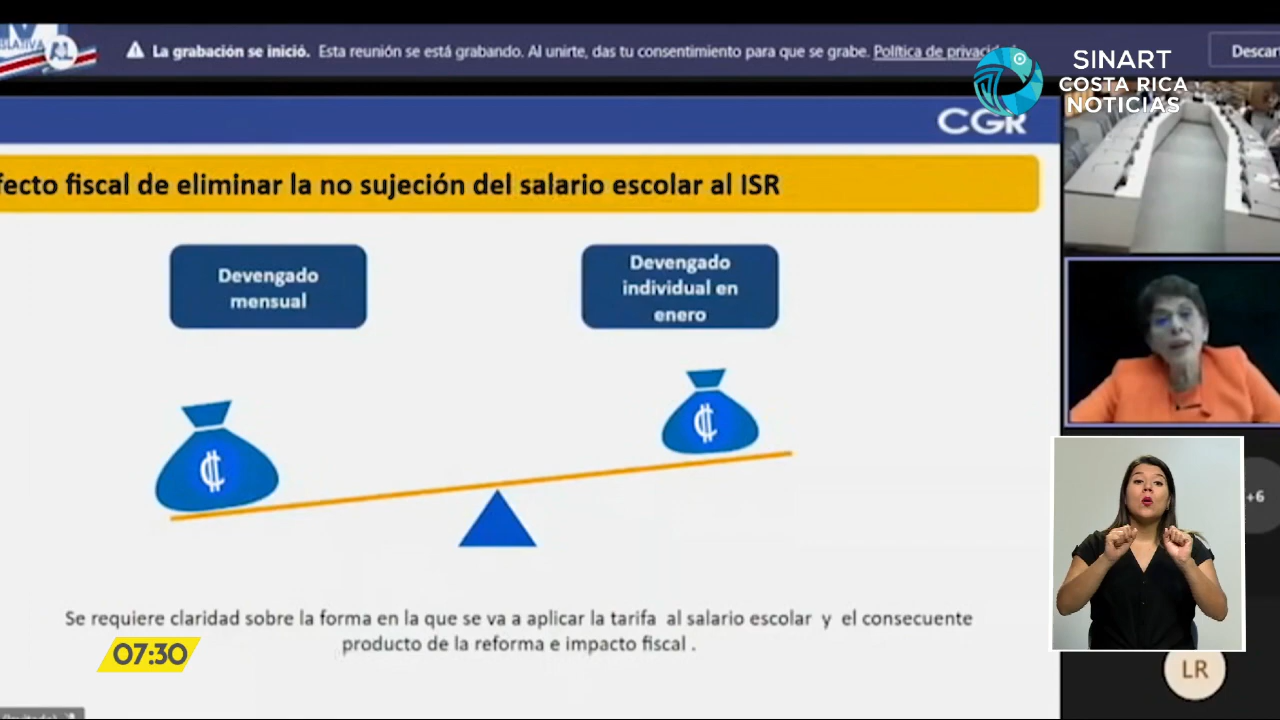 La grabación se inició. Esta reunión se está grabando. Al unirte, das tu consentimiento para que se grabe. Política de
SINART
COSTA RICA
NOTICIAS
CGR
fecto fiscal de eliminar la no sujeción del salario escolar al ISR
Devengado
mensual
Devengado
individual en
enero
₡
₡
+6
Se requiere claridad sobre la forma en la que se va a aplicar la tarifa al salario escolar y el consecuente
producto de la reforma e impacto fiscal .
07:30
LR